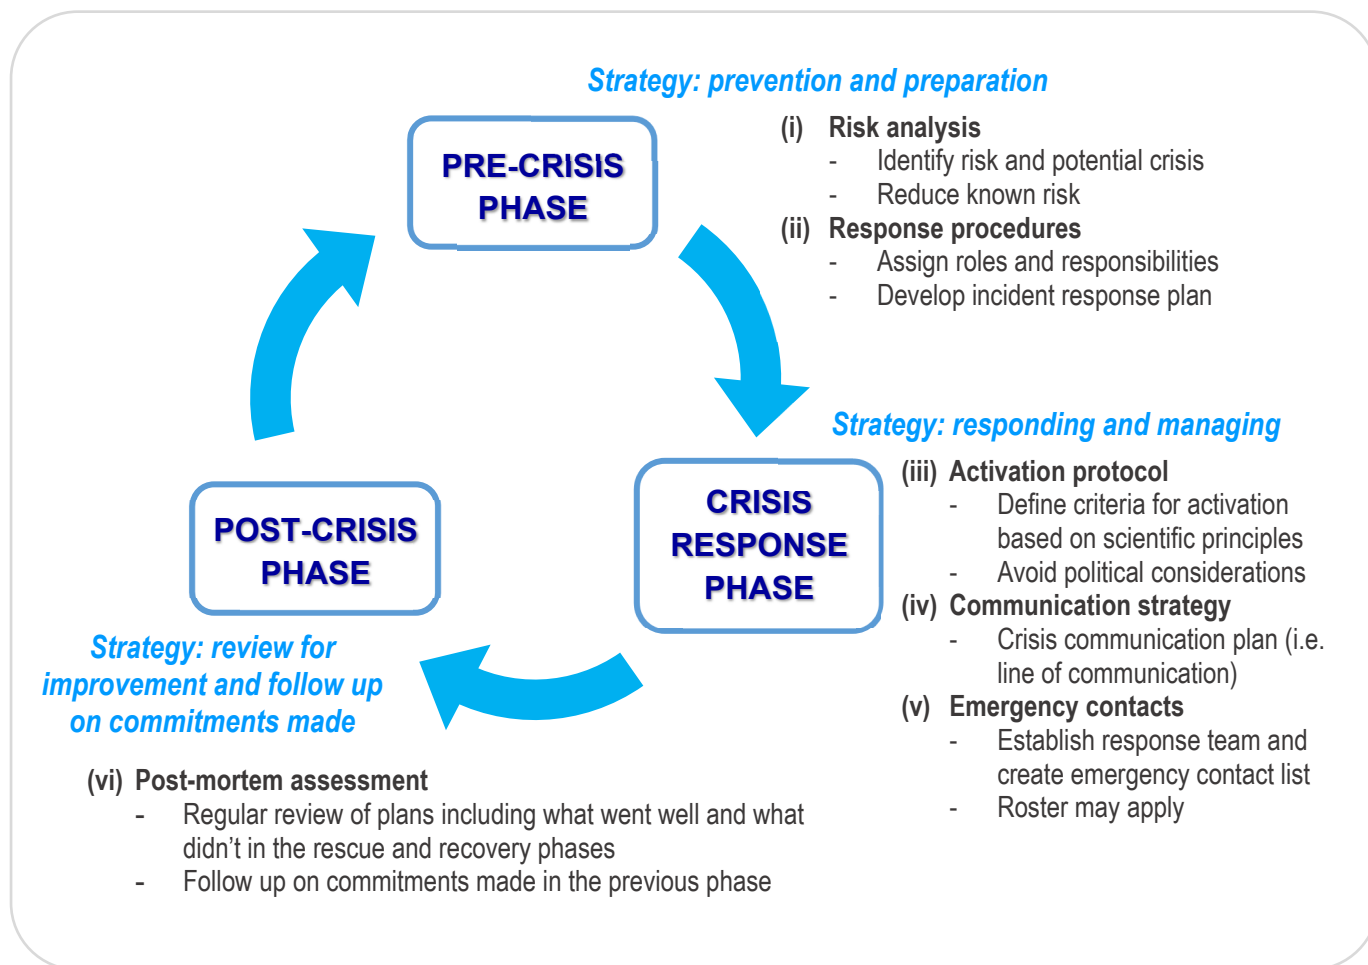 Strategy: prevention and preparation
PRE-CRISIS
PHASE
(i) Risk analysis
- Identify risk and potential crisis
- Reduce known risk
(ii) Response procedures
- Assign roles and responsibilities
- Develop incident response plan
Strategy: responding and managing
CRISIS
RESPONSE
PHASE
(iii) Activation protocol
- Define criteria for activation
based on scientific principles
- Avoid political considerations
(iv) Communication strategy
- Crisis communication plan (i.e.
line of communication)
(v) Emergency contacts
- Establish response team and
create emergency contact list
- Roster may apply
POST-CRISIS
PHASE
Strategy: review for
improvement and follow up
on commitments made
(vi) Post-mortem assessment
- Regular review of plans including what went well and what
didn’t in the rescue and recovery phases
- Follow up on commitments made in the previous phase